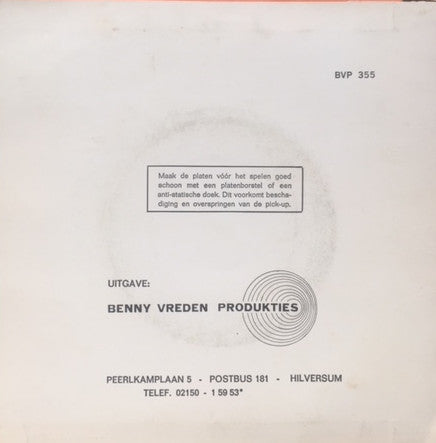 BVP 355
Maak de platen vóór het spelen goed
schoon met een platenborstel of een
anti-statische doek. Dit voorkomt bescha-
diging en overspringen van de pick-up.
UITGAVE:
BENNY VREDEN PRODUKTIES
PEERLKAMPLAAN 5 - POSTBUS 181 - HILVERSUM
TELEF. 02150 - 1 59 53*